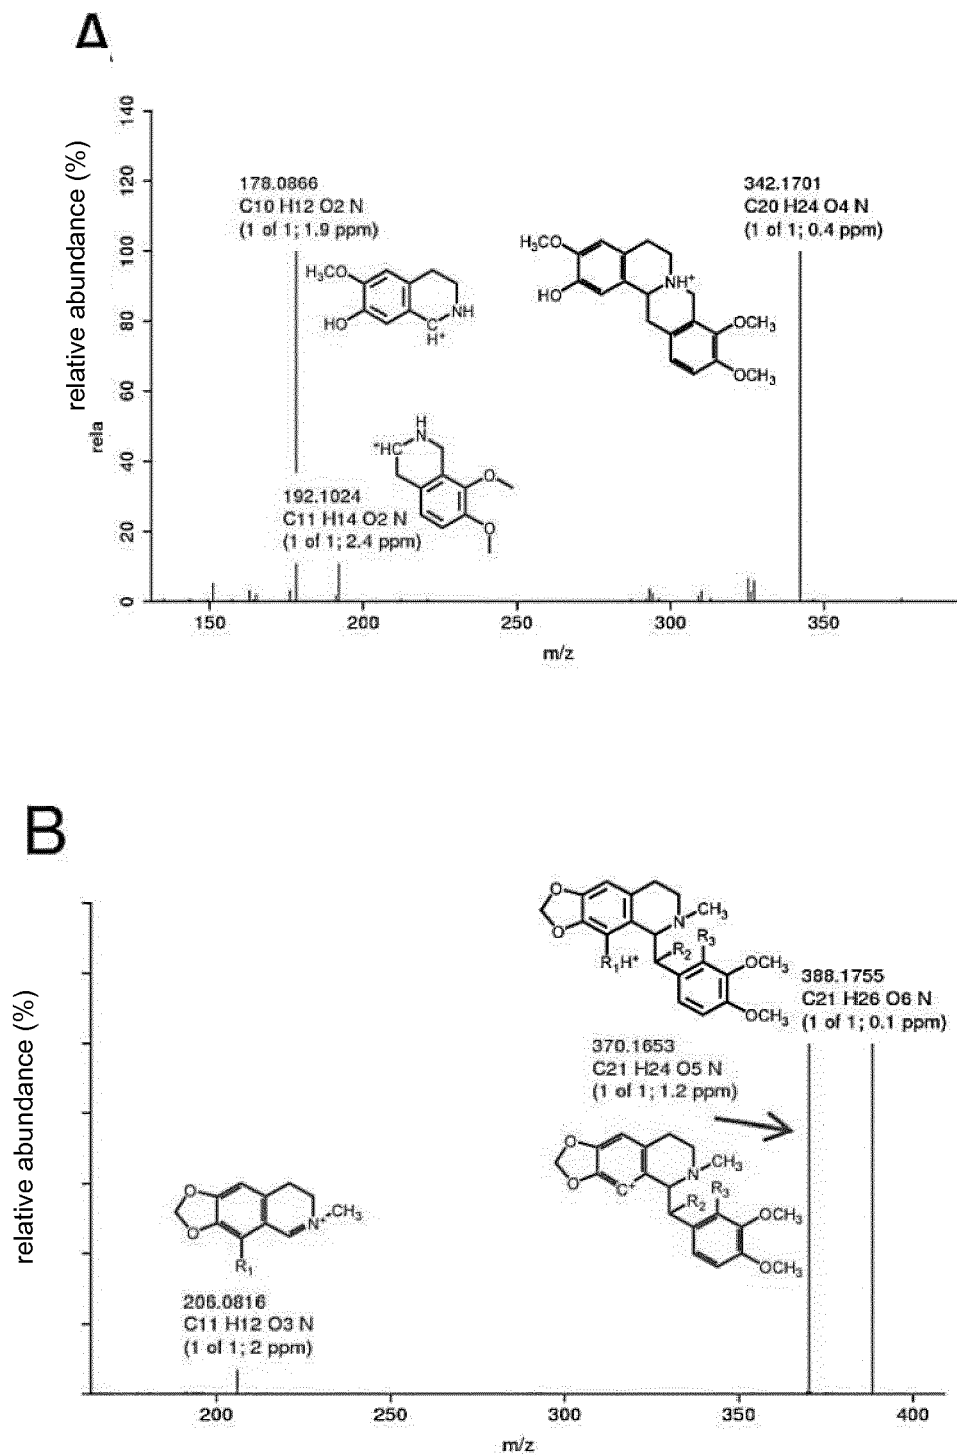 A
relative abundance (%)
rela
140
120
100
80
60
40
20
0
178.0866
C10 H12 O2 N
(1 of 1; 1.9 ppm)
342.1701
C20 H24 O4 N
(1 of 1; 0.4 ppm)
H₃CO
HO
NH
C
H⁺
H₃CO
HO
NH⁺
OCH₃
OCH₃
H
N
⁺HC
O
O
192.1024
C11 H14 O2 N
(1 of 1; 2.4 ppm)
150
200
250
300
350
m/z
B
relative abundance (%)
O
O
N
CH₃
R₁H⁺
R₂
R₃
OCH₃
OCH₃
388.1755
C21 H26 O6 N
(1 of 1; 0.1 ppm)
370.1653
C21 H24 O5 N
(1 of 1; 1.2 ppm)
O
O
C⁺
N
CH₃
R₂
R₃
OCH₃
OCH₃
O
O
N⁺
CH₃
R₁
206.0816
C11 H12 O3 N
(1 of 1; 2 ppm)
200
250
300
350
400
m/z